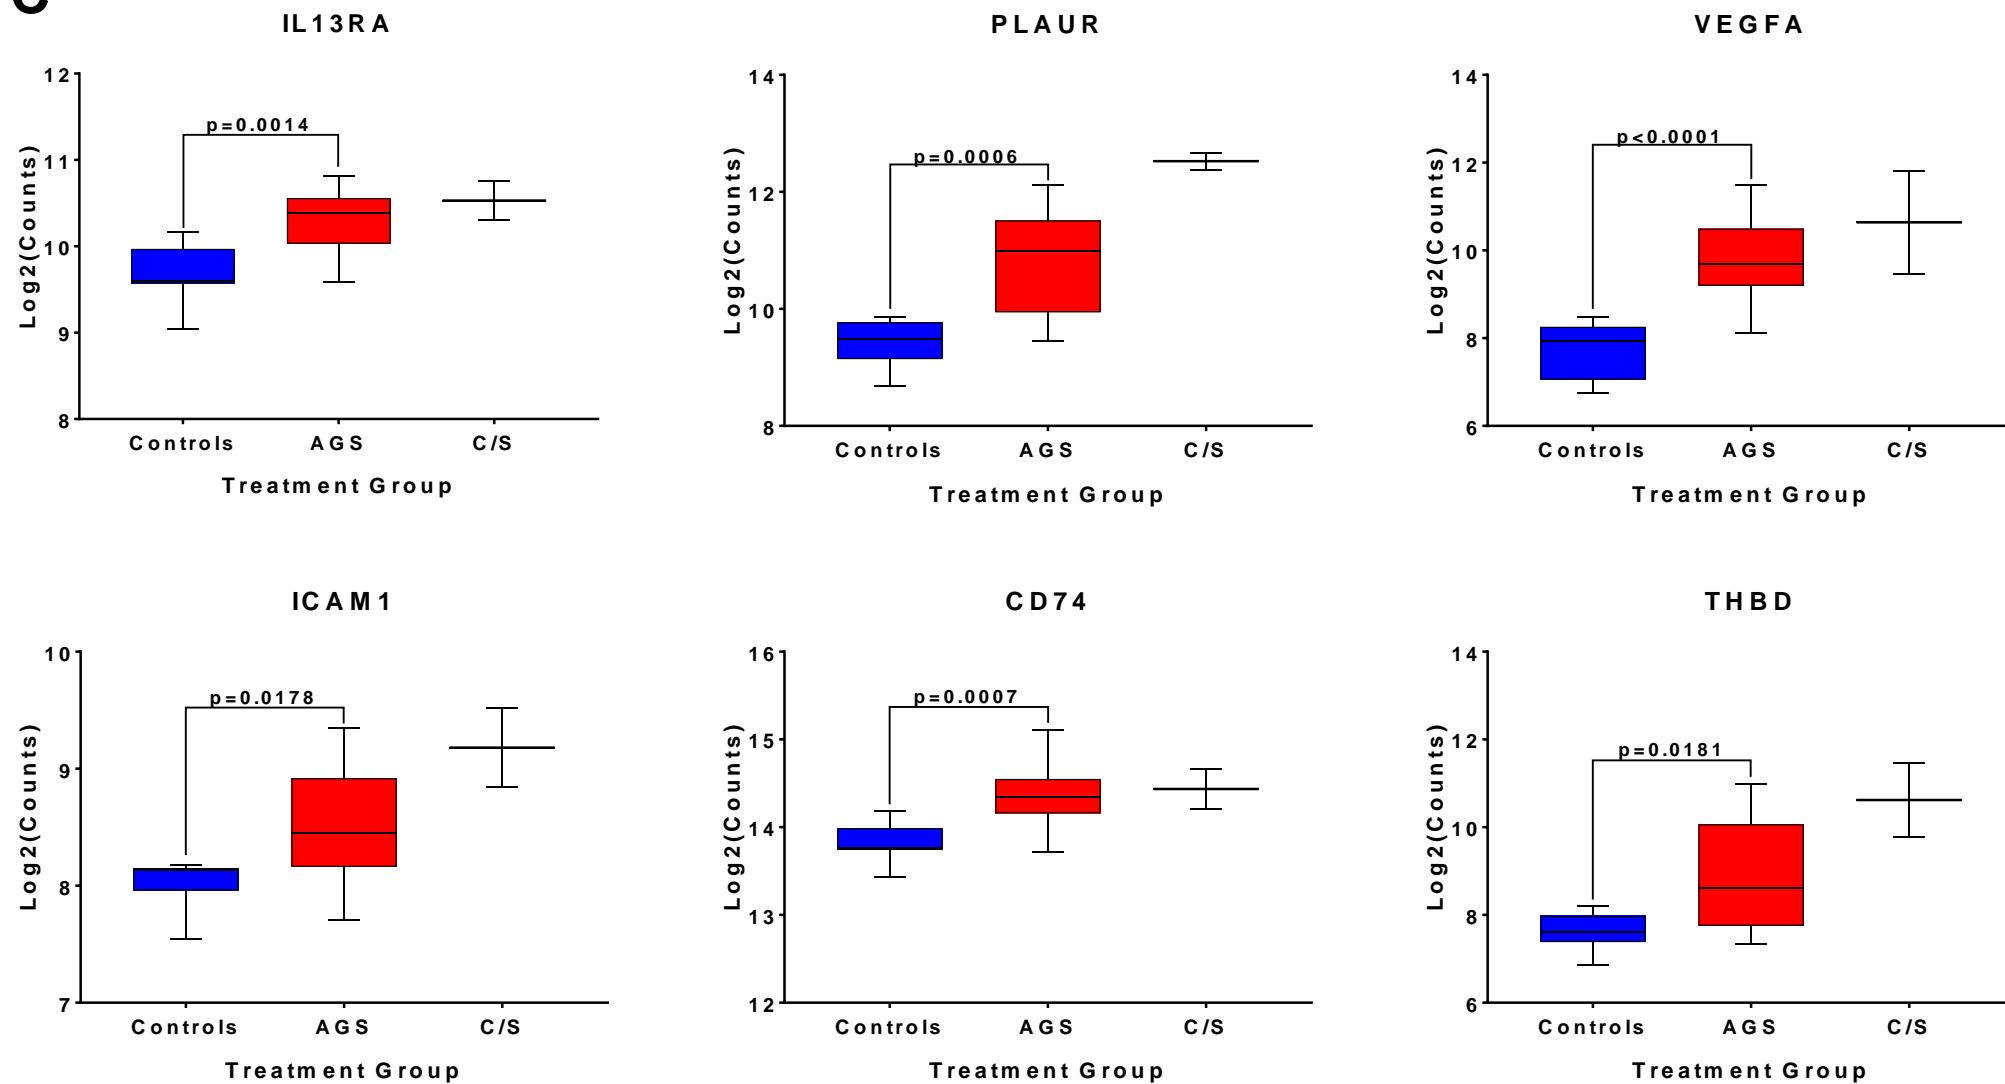 C
IL13RA
12
11
10
9
8
Log2(Counts)
p=0.0014
Controls AGS C/S
Treatment Group
PLAUR
14
12
10
8
Log2(Counts)
p=0.0006
Controls AGS C/S
Treatment Group
VEGFA
14
12
10
8
6
Log2(Counts)
p<0.0001
Controls AGS C/S
Treatment Group
ICAM1
10
9
8
7
Log2(Counts)
p=0.0178
Controls AGS C/S
Treatment Group
CD74
16
15
14
13
12
Log2(Counts)
p=0.0007
Controls AGS C/S
Treatment Group
THBD
14
12
10
8
6
Log2(Counts)
p=0.0181
Controls AGS C/S
Treatment Group